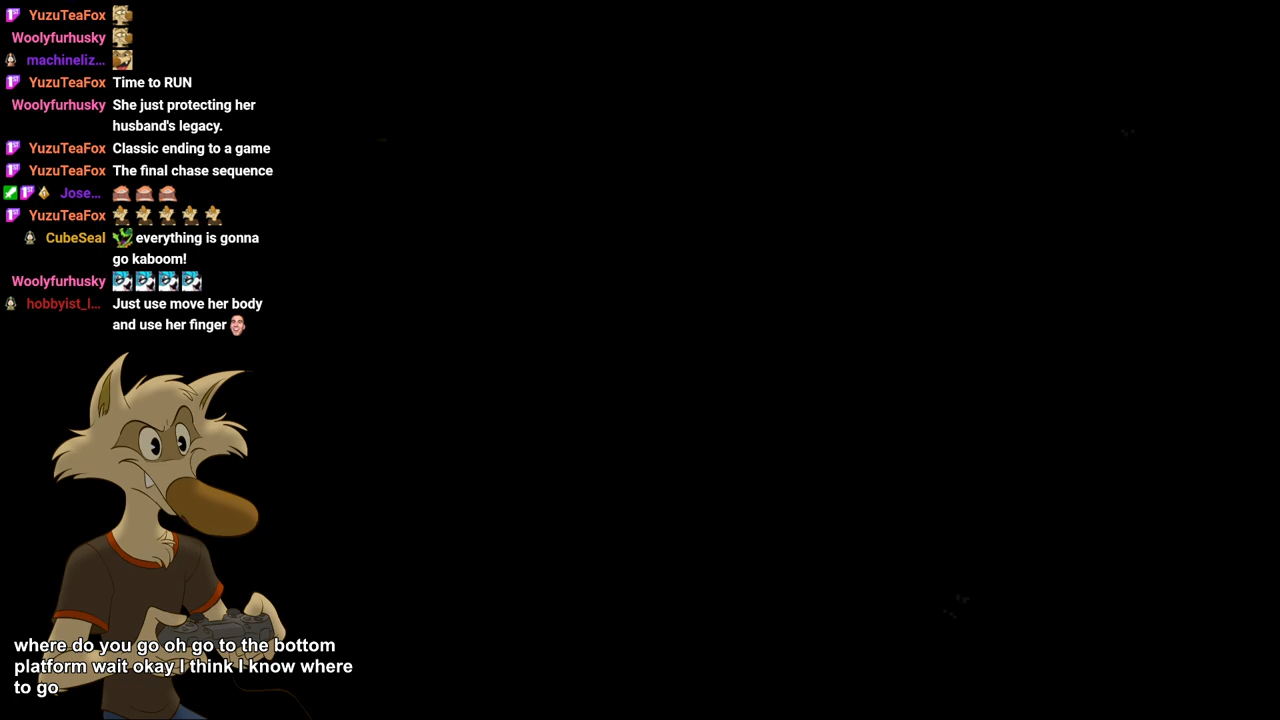 YuzuTeaFox
Woolyfurhusky
machineliz...
YuzuTeaFox Time to RUN
Woolyfurhusky She just protecting her
husband's legacy.
YuzuTeaFox Classic ending to a game
YuzuTeaFox The final chase sequence
Jose...
YuzuTeaFox
CubeSeal everything is gonna
go kaboom!
Woolyfurhusky
hobbyist_l... Just use move her body
and use her finger
where do you go oh go to the bottom
platform wait okay I think I know where
to go